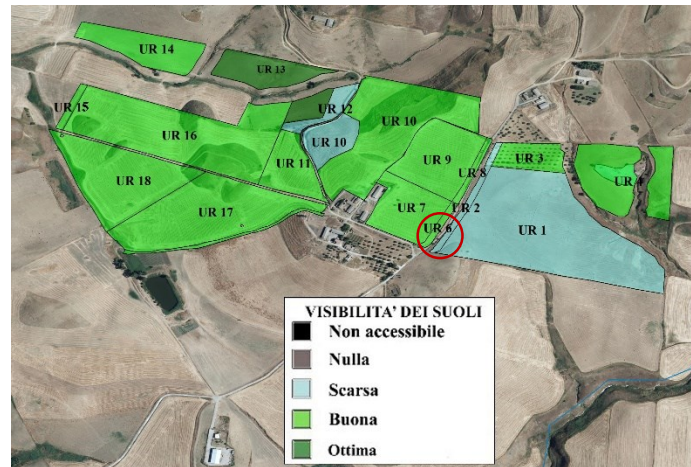 UR 14
UR 13
UR 15
UR 12
UR 16
UR 10
UR 10
UR 3
UR 9
UR 11
UR 8
UR 4
UR 18
UR 7
UR 2
UR 17
UR 6
UR 1
VISIBILITA' DEI SUOLI
Non accessibile
Nulla
Scarsa
Buona
Ottima